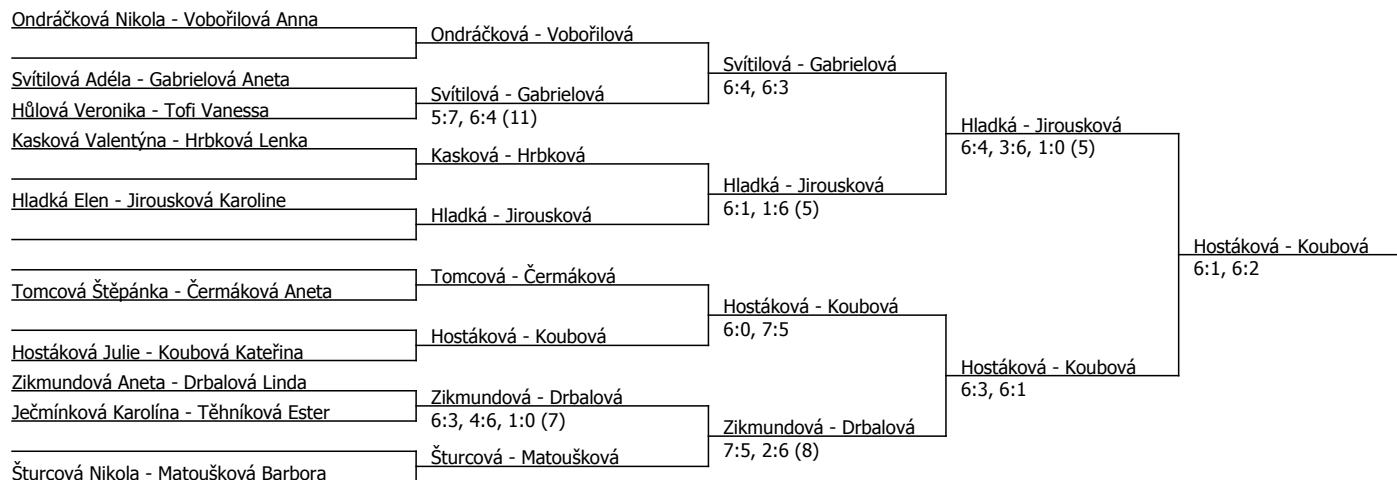 Ondráčková Nikola - Vobořilová Anna
Svítilová Adéla - Gabrielová Aneta
Hůlová Veronika - Tofi Vanessa
Kasková Valentýna - Hrbková Lenka
Hladká Elen - Jirousková Karoline
Tomcová Štěpánka - Čermáková Aneta
Hostáková Julie - Koubová Kateřina
Zikmundová Aneta - Drbalová Linda
Ječmínková Karolína - Těhníková Ester
Šturcová Nikola - Matoušková Barbora
Ondráčková - Vobořilová
Svítilová - Gabrielová
5:7, 6:4 (11)
Kasková - Hrbková
Hladká - Jirousková
Tomcová - Čermáková
Hostáková - Koubová
Zikmundová - Drbalová
6:3, 4:6, 1:0 (7)
Šturcová - Matoušková
Svítilová - Gabrielová
6:4, 6:3
Hladká - Jirousková
6:1, 1:6 (5)
Hostáková - Koubová
6:0, 7:5
Zikmundová - Drbalová
7:5, 2:6 (8)
Hladká - Jirousková
6:4, 3:6, 1:0 (5)
Hostáková - Koubová
6:3, 6:1
Hostáková - Koubová
6:1, 6:2